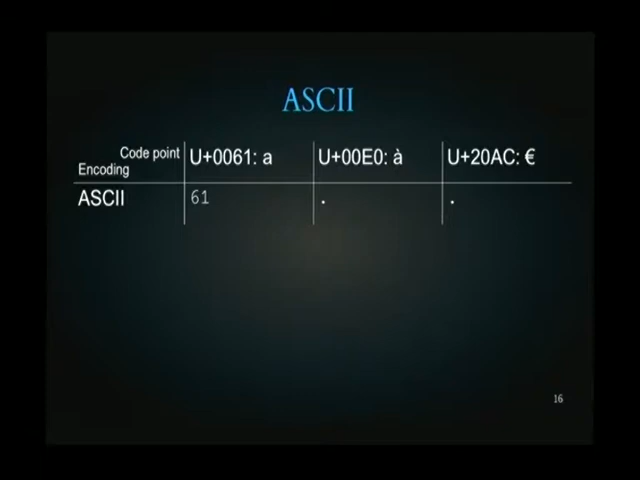 ASCII
Code point
Encoding
U+0061: a
U+00E0: à
U+20AC: €
ASCII
61
.
.
16